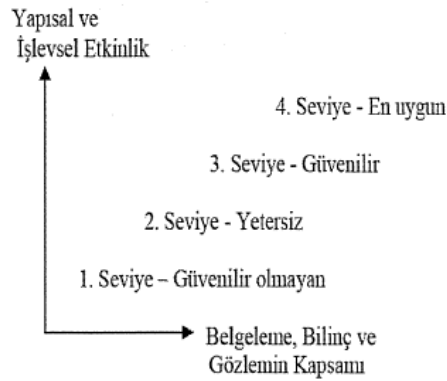 Yapısal ve
İşlevsel Etkinlik
4. Seviye - En uygun
3. Seviye - Güvenilir
2. Seviye - Yetersiz
1. Seviye – Güvenilir olmayan
Belgeleme, Bilinç ve
Gözlemin Kapsamı